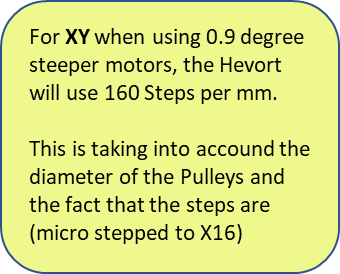 For XY when using 0.9 degree
steeper motors, the Hevort
will use 160 Steps per mm.

This is taking into accound the
diameter of the Pulleys and
the fact that the steps are
(micro stepped to X16)